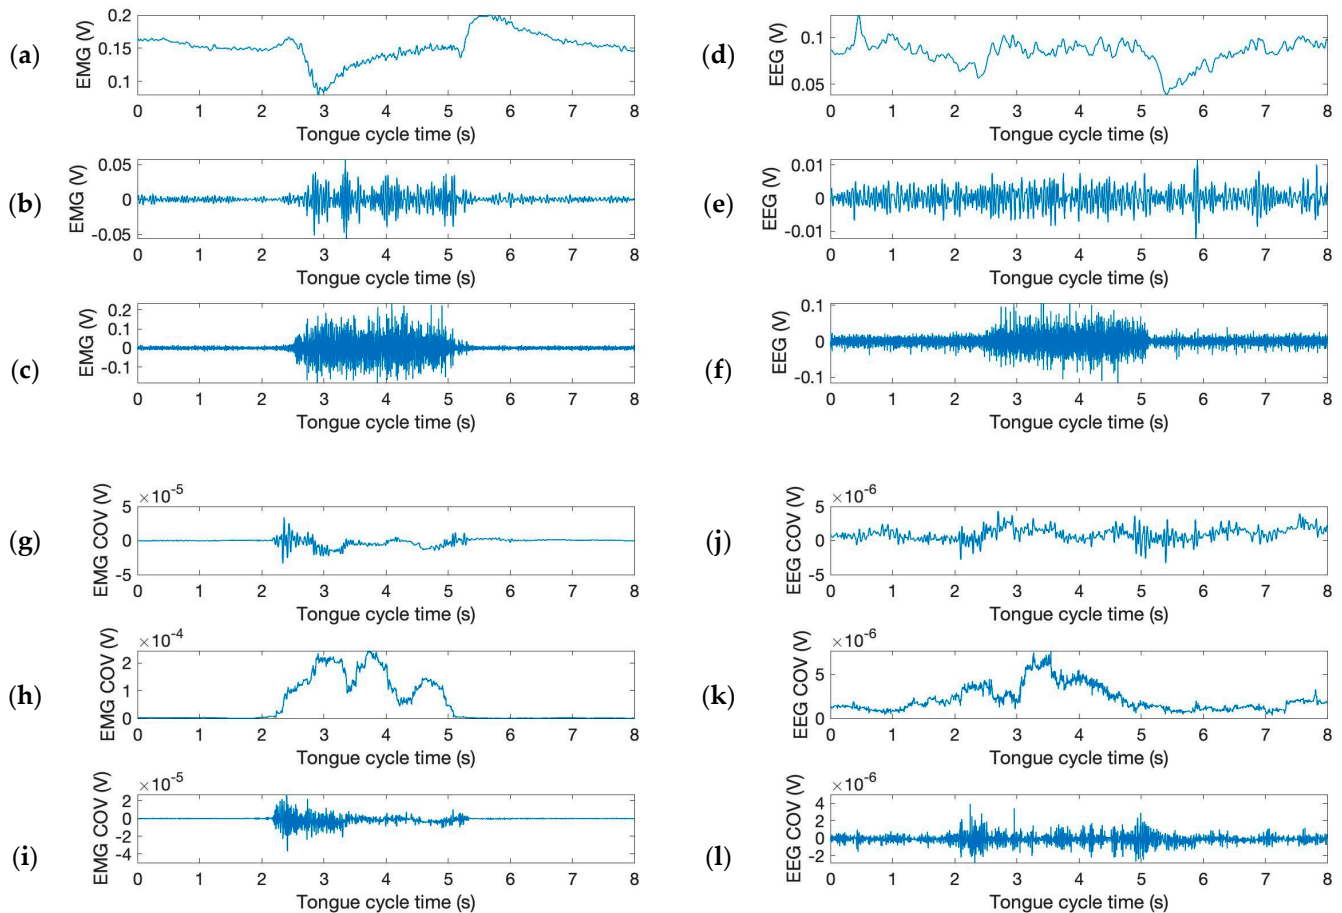 (a)
EMG (V)
0.2
0.15
0.1
0 1 2 3 4 5 6 7 8
Tongue cycle time (s)
(d)
EEG (V)
0.1
0.05
0 1 2 3 4 5 6 7 8
Tongue cycle time (s)
(b)
EMG (V)
0.05
0
-0.05
0 1 2 3 4 5 6 7 8
Tongue cycle time (s)
(e)
EEG (V)
0.01
0
-0.01
0 1 2 3 4 5 6 7 8
Tongue cycle time (s)
(c)
EMG (V)
0.2
0.1
0
-0.1
0 1 2 3 4 5 6 7 8
Tongue cycle time (s)
(f)
EEG (V)
0.1
0
-0.1
0 1 2 3 4 5 6 7 8
Tongue cycle time (s)
(g)
EMG COV (V)
×10-5
5
0
-5
0 1 2 3 4 5 6 7 8
Tongue cycle time (s)
(j)
EEG COV (V)
×10-6
5
0
-5
0 1 2 3 4 5 6 7 8
Tongue cycle time (s)
(h)
EMG COV (V)
×10-4
2
1
0
0 1 2 3 4 5 6 7 8
Tongue cycle time (s)
(k)
EEG COV (V)
×10-6
5
0
0 1 2 3 4 5 6 7 8
Tongue cycle time (s)
(i)
EMG COV (V)
×10-5
2
0
-2
-4
0 1 2 3 4 5 6 7 8
Tongue cycle time (s)
(l)
EEG COV (V)
×10-6
4
2
0
-2
0 1 2 3 4 5 6 7 8
Tongue cycle time (s)